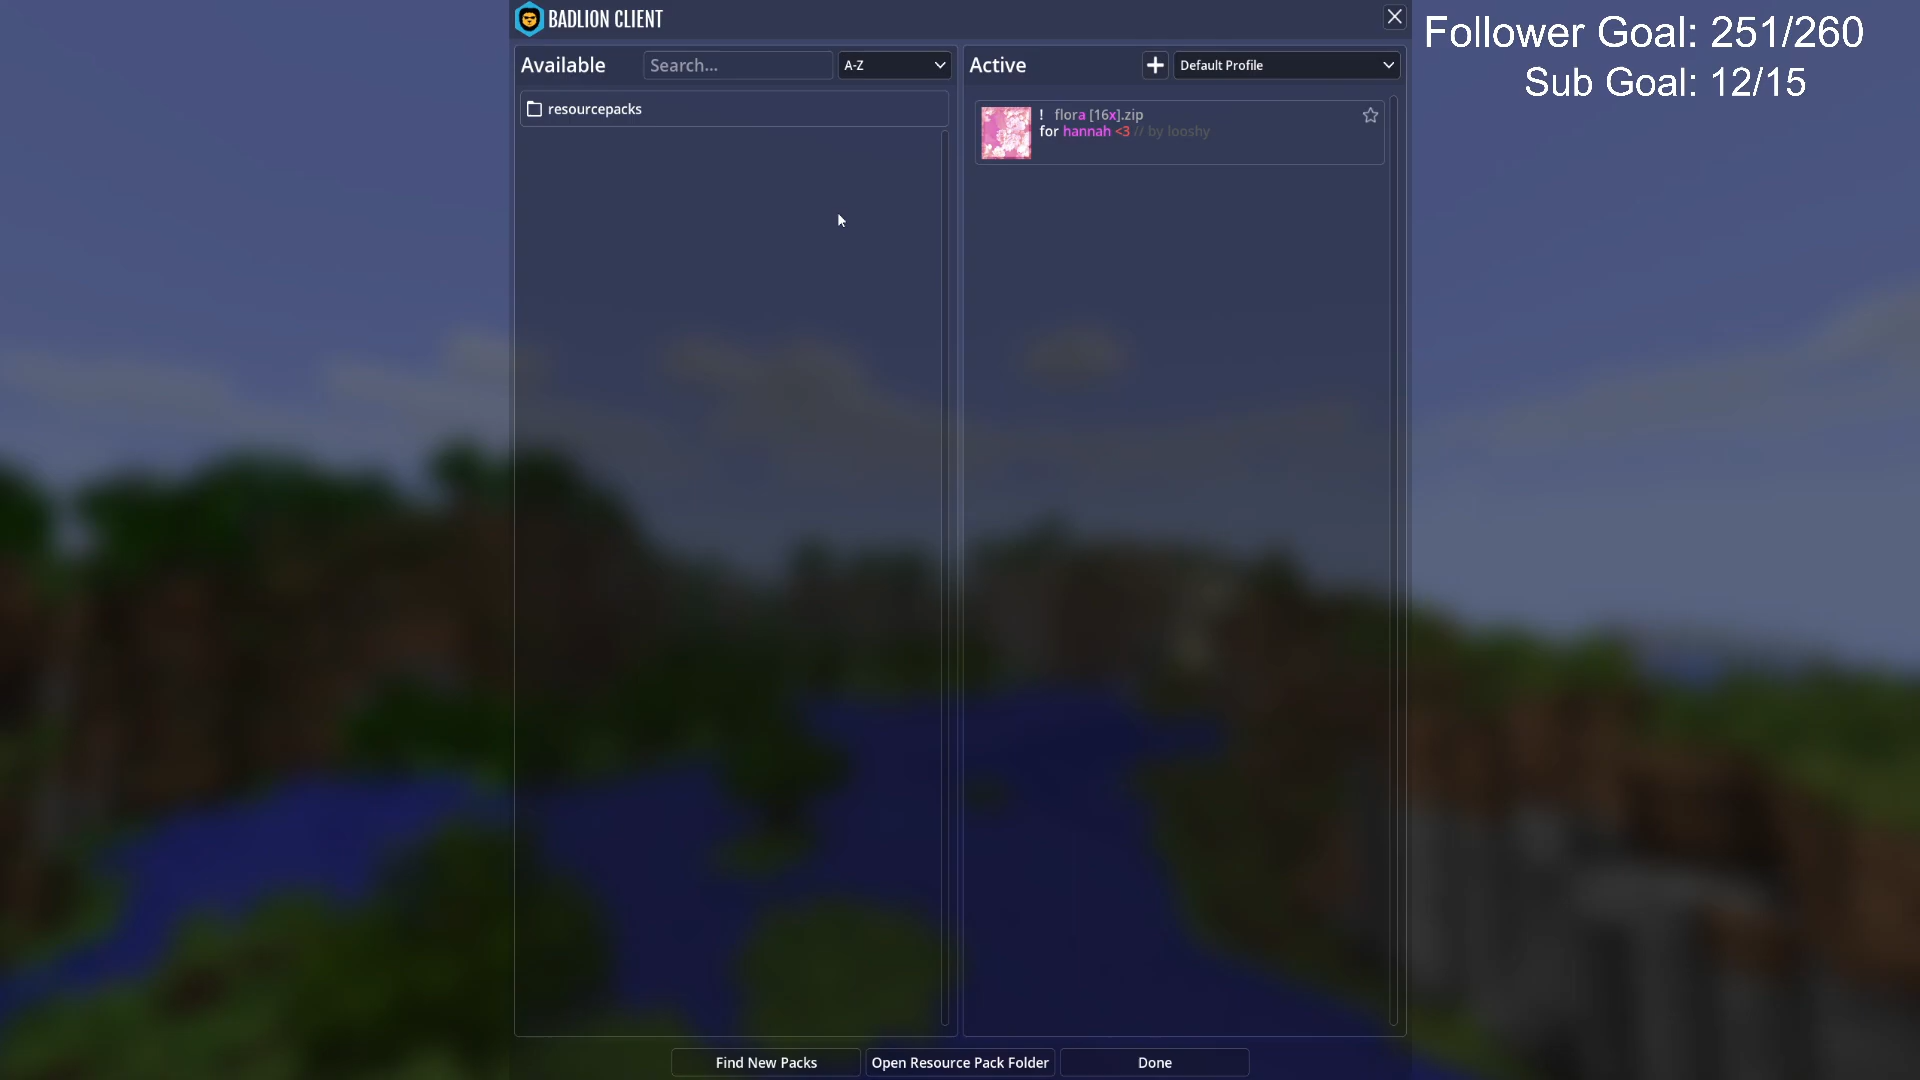 BADLION CLIENT
Follower Goal: 251/260
Sub Goal: 12/15
Available
Search...
A-Z
Active
Default Profile
resourcepacks
! flora [16x].zip
for hannah <3 // by looshy
Find New Packs
Open Resource Pack Folder
Done